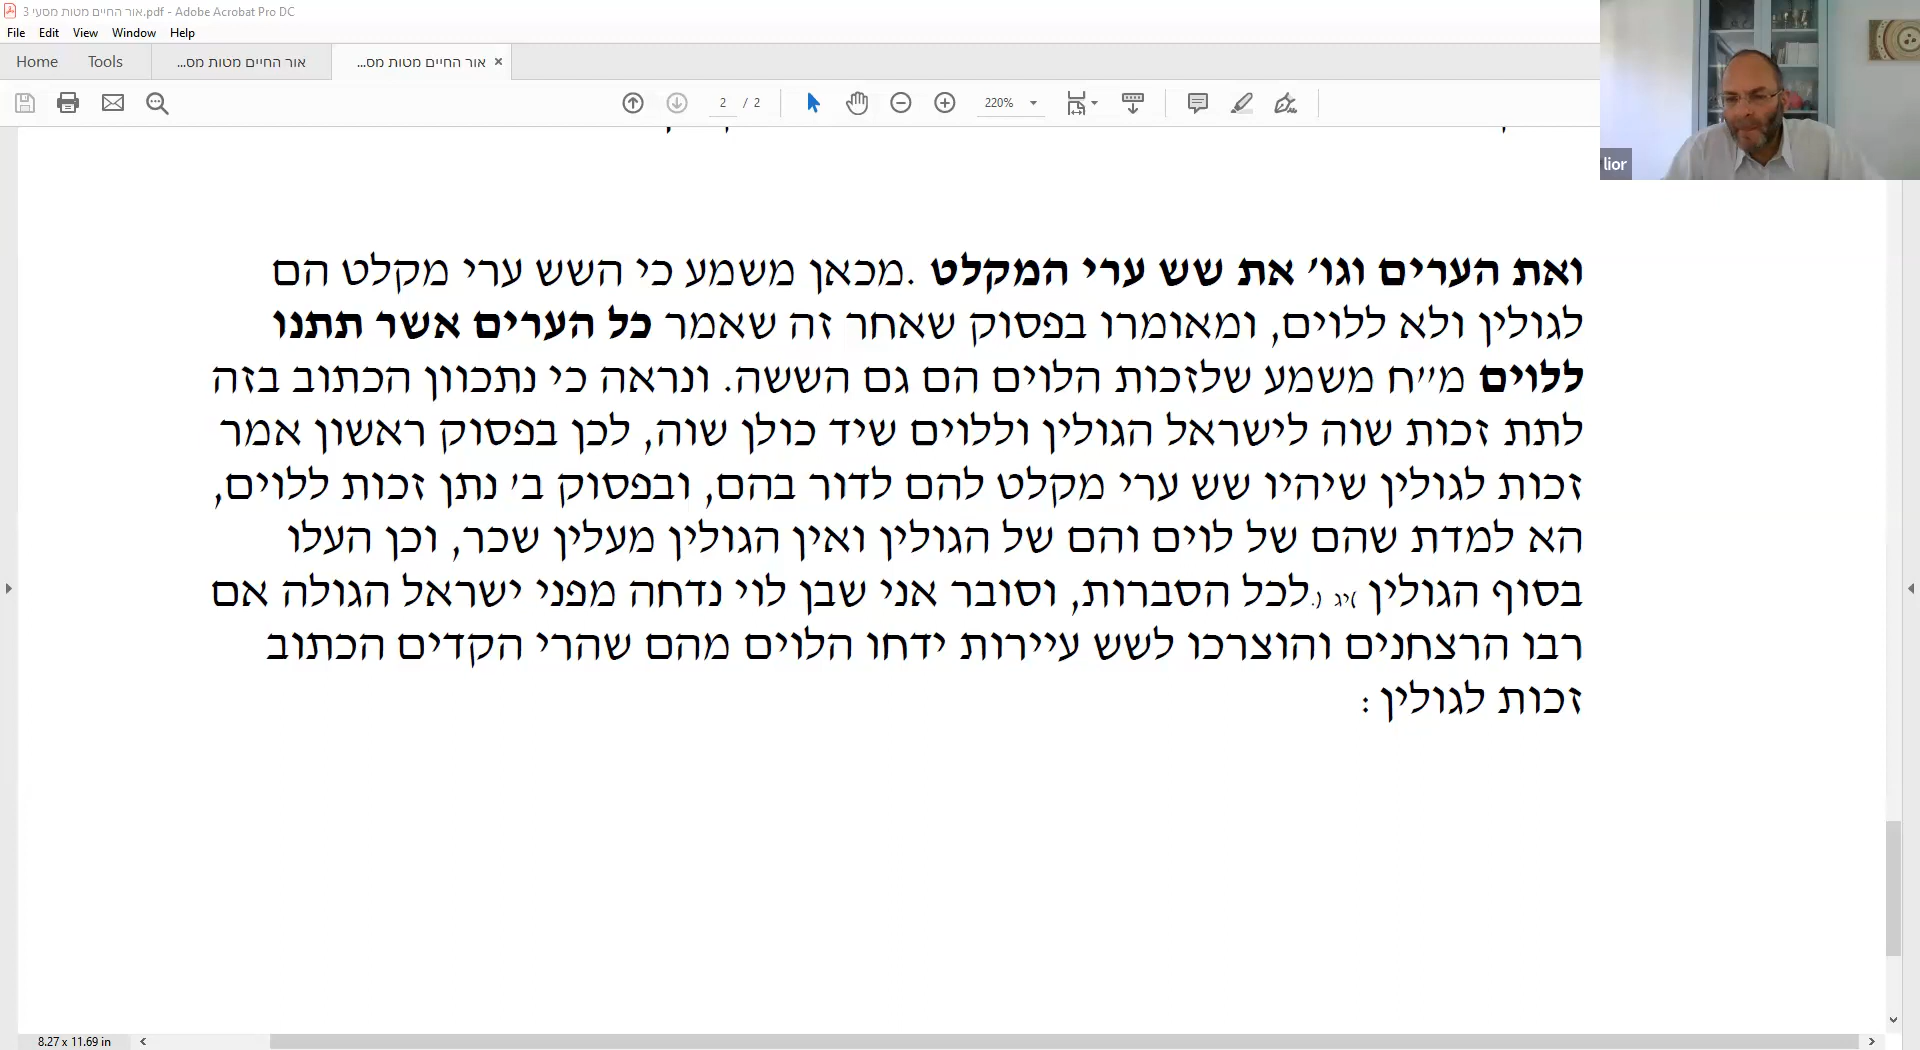 אור החיים מטות מסעי 3.pdf - Adobe Acrobat Pro DC
File Edit View Window Help
Home Tools אור החיים מטות מס... אור החיים מטות מס... ×
2 / 2 220%
lior
ואת הערים וגו' את שש ערי המקלט .מכאן משמע כי השש ערי מקלט הם
לגולין ולא ללוים, ומאומרו בפסוק שאחר זה שאמר כל הערים אשר תתנו
ללוים מ״ח משמע שלזכות הלוים הם גם הששה. ונראה כי נתכוון הכתוב בזה
לתת זכות שוה לישראל הגולין וללוים שיד כולן שוה, לכן בפסוק ראשון אמר
זכות לגולין שיהיו שש ערי מקלט להם לדור בהם, ובפסוק ב' נתן זכות ללוים,
הא למדת שהם של לוים והם של הגולין ואין הגולין מעלין שכר, וכן העלו
בסוף הגולין )יג (.לכל הסברות, וסובר אני שבן לוי נדחה מפני ישראל הגולה אם
רבו הרצחנים והוצרכו לשש עיירות ידחו הלוים מהם שהרי הקדים הכתוב
זכות לגולין :
8.27 x 11.69 in